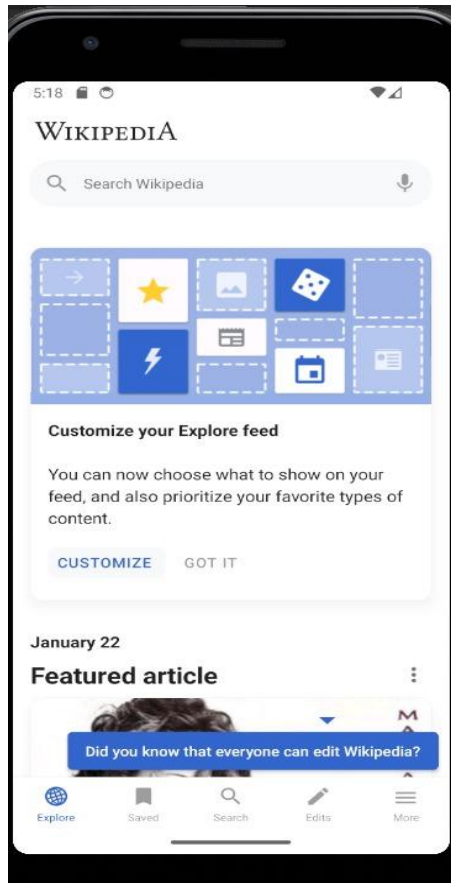 5:18
WIKIPEDIA
Search Wikipedia
Customize your Explore feed
You can now choose what to show on your
feed, and also prioritize your favorite types of
content.
CUSTOMIZE GOT IT
January 22
Featured article
M
Did you know that everyone can edit Wikipedia?
Explore Saved Search Edits More